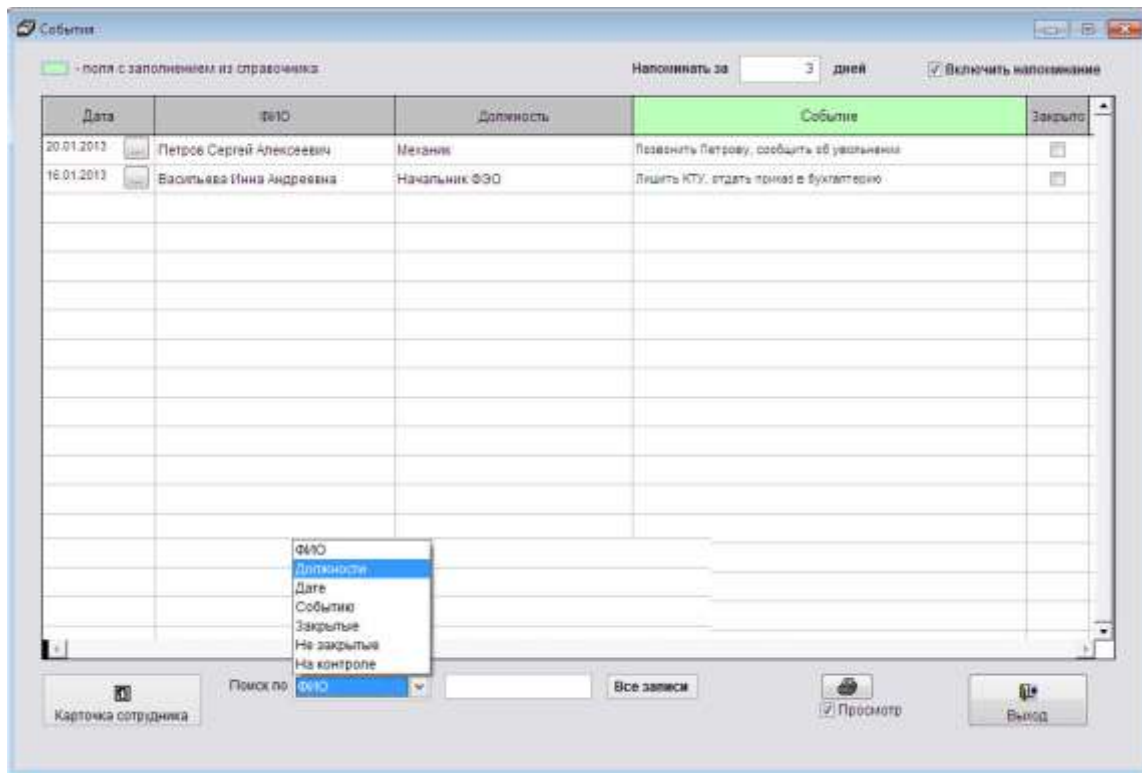 События
- поля с заполнением из справочника
Напоминать за 3 дней
Включить напоминание
Дата ФИО Должность Событие Закрыто
20.01.2013 ... Петров Сергей Алексеевич Механик Позвонить Петрову, сообщить об увольнении
16.01.2013 ... Васильева Инна Андреевна Начальник ФЭО Лишить КТУ, отдать приказ в бухгалтерию
ФИО
Должности
Дате
Событию
Закрытые
Не закрытые
На контроле
Карточка сотрудника
Поиск по ФИО
Все записи
Просмотр
Выход